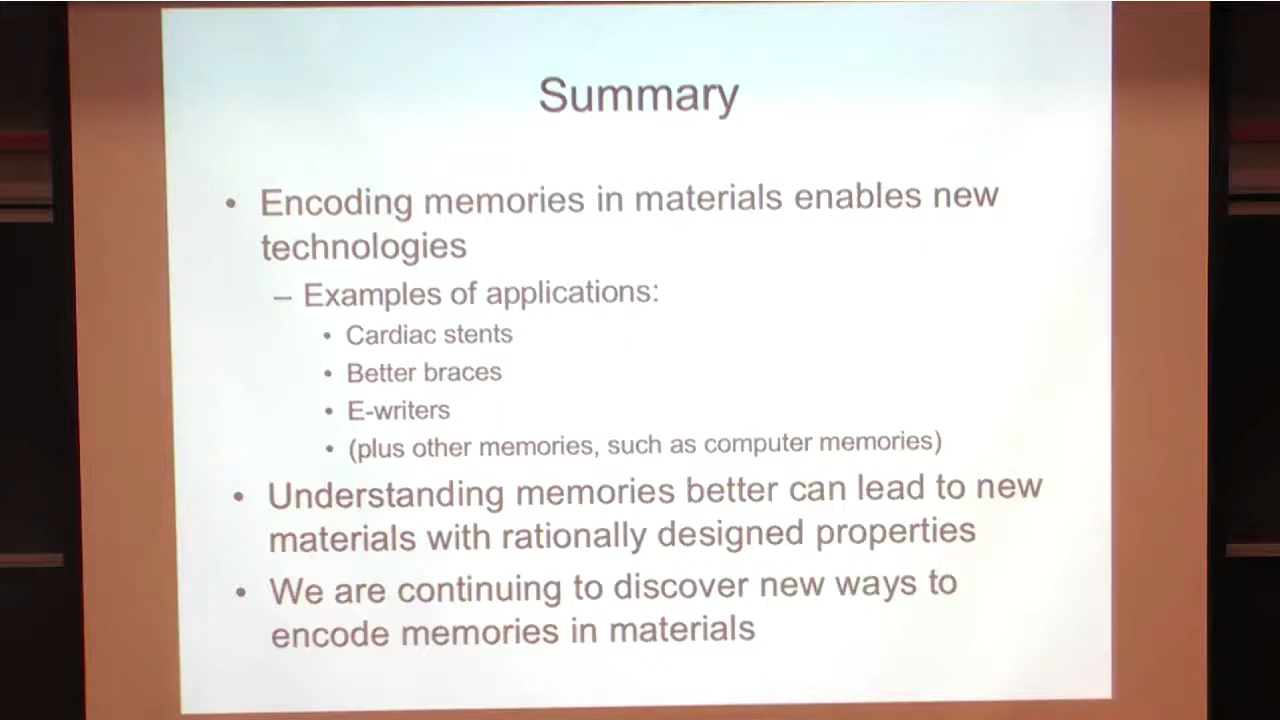 Summary
• Encoding memories in materials enables new
technologies
– Examples of applications:
• Cardiac stents
• Better braces
• E-writers
• (plus other memories, such as computer memories)
• Understanding memories better can lead to new
materials with rationally designed properties
• We are continuing to discover new ways to
encode memories in materials